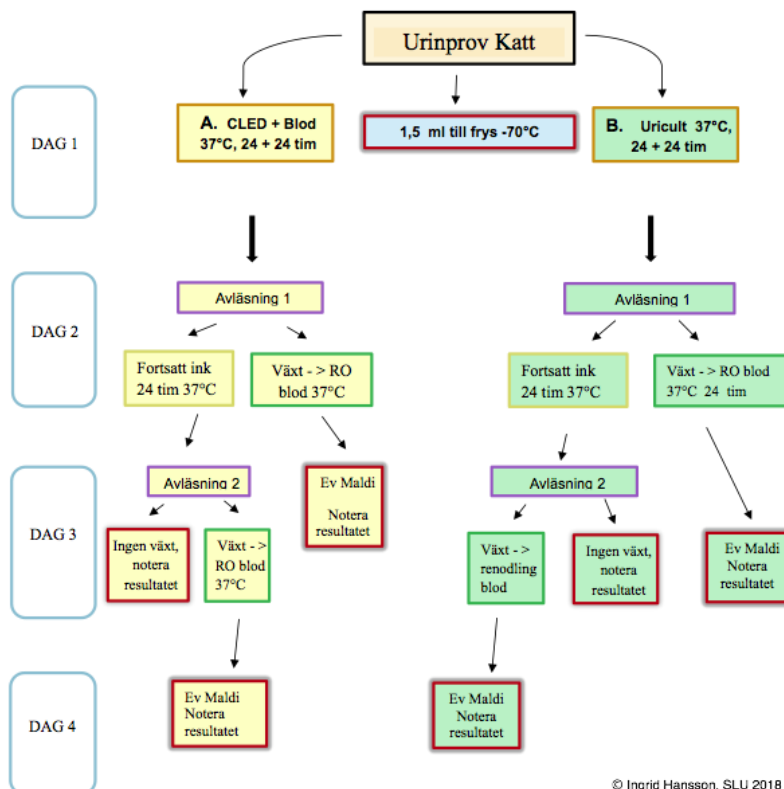 Urinprov Katt
DAG 1
A. CLED + Blod
37°C, 24 + 24 tim
1,5 ml till frys -70°C
B. Uricult 37°C,
24 + 24 tim
DAG 2
Avläsning 1
Avläsning 1
Fortsatt ink
24 tim 37°C
Växt - > RO
blod 37°C
Fortsatt ink
24 tim 37°C
Växt - > RO blod
37°C 24 tim
DAG 3
Avläsning 2
Ev Maldi
Notera
resultatet
Avläsning 2
Ingen växt,
notera
resultatet
Växt - >
RO blod
37°C
Växt - >
renodling
blod
Ingen växt,
notera
resultatet
Ev Maldi
Notera
resultatet
DAG 4
Ev Maldi
Notera
resultatet
Ev Maldi
Notera
resultatet
© Ingrid Hansson, SLU 2018